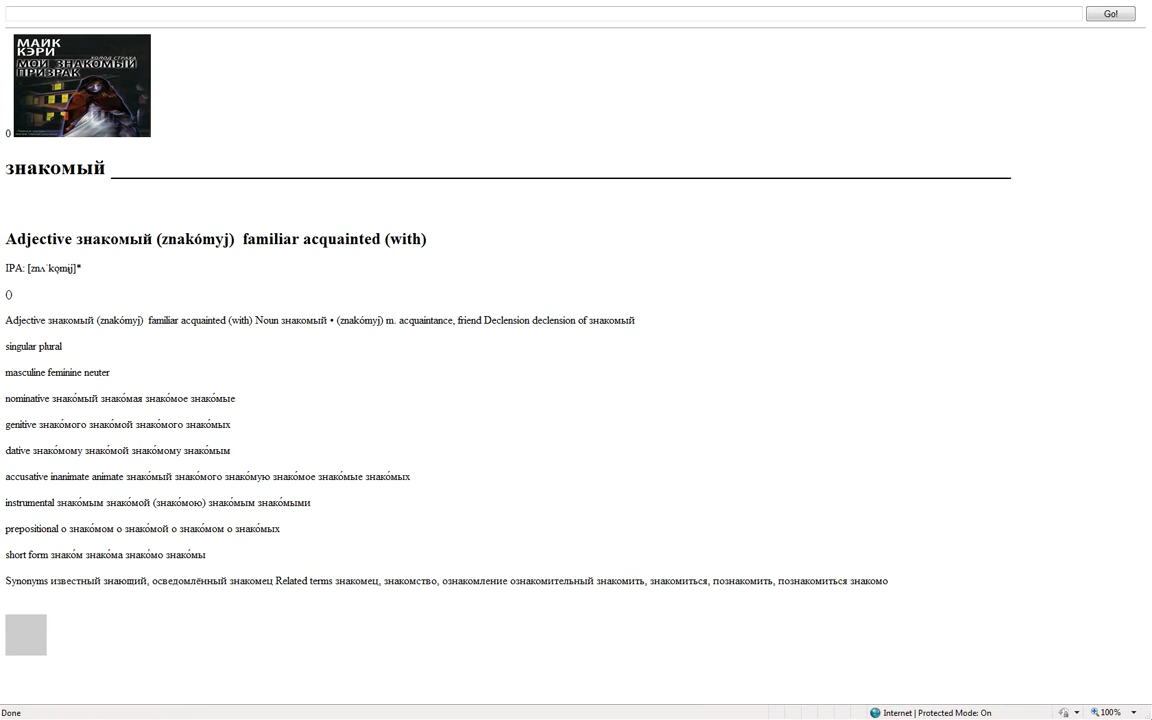 Go!
МАЙК
КЭРИ
ХОЛОД СТРАХА
МОЙ ЗНАКОМЫЙ
ПРИЗРАК
0
знакомый
Adjective знакомый (znakómyj)  familiar acquainted (with)
IPA: [znʌˈko̞mɨj]*
()
Adjective знакомый (znakómyj)  familiar acquainted (with) Noun знакомый • (znakómyj) m. acquaintance, friend Declension declension of знакомый
singular plural
masculine feminine neuter
nominative знако́мый знако́мая знако́мое знако́мые
genitive знако́мого знако́мой знако́мого знако́мых
dative знако́мому знако́мой знако́мому знако́мым
accusative inanimate animate знако́мый знако́мого знако́мую знако́мое знако́мые знако́мых
instrumental знако́мым знако́мой (знако́мою) знако́мым знако́мыми
prepositional о знако́мом о знако́мой о знако́мом о знако́мых
short form знако́м знако́ма знако́мо знако́мы
Synonyms известный знающий, осведомлённый знакомец Related terms знакомец, знакомство, ознакомление ознакомительный знакомить, знакомиться, познакомить, познакомиться знакомо
Done
Internet | Protected Mode: On
100%